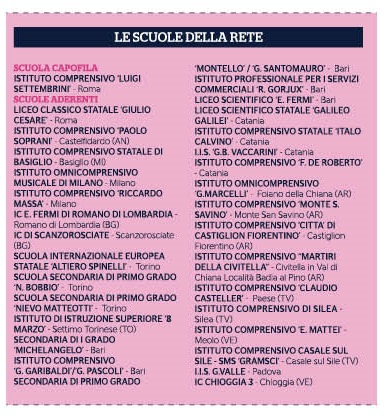 LE SCUOLE DELLA RETE
SCUOLA CAPOFILA
ISTITUTO COMPRENSIVO 'LUIGI
SETTEMBRINI' - Roma
SCUOLE ADERENTI
LICEO CLASSICO STATALE 'GIULIO
CESARE' - Roma
ISTITUTO COMPRENSIVO 'PAOLO
SOPRANI' - Castelfidardo (AN)
ISTITUTO COMPRENSIVO STATALE DI
BASIGLIO - Basiglio (MI)
ISTITUTO OMNICOMPRENSIVO
MUSICALE DI MILANO - Milano
ISTITUTO COMPRENSIVO 'RICCARDO
MASSA' - Milano
IC E. FERMI DI ROMANO DI LOMBARDIA -
Romano di Lombardia (BG)
IC DI SCANZOROSCIATE - Scanzorosciate
(BG)
SCUOLA INTERNAZIONALE EUROPEA
STATALE 'ALTIERO SPINELLI' - Torino
SCUOLA SECONDARIA DI PRIMO GRADO
'N. BOBBIO' - Torino
SCUOLA SECONDARIA DI PRIMO GRADO
'NIEVO MATTEOTTI' - Torino
ISTITUTO DI ISTRUZIONE SUPERIORE '8
MARZO' - Settimo Torinese (TO)
SECONDARIA DI I GRADO
'MICHELANGELO' - Bari
ISTITUTO COMPRENSIVO
'G. GARIBALDI'/G. PASCOLI' - Bari
SECONDARIA DI PRIMO GRADO
'MONTELLO' / 'G. SANTOMAURO' - Bari
ISTITUTO PROFESSIONALE PER I SERVIZI
COMMERCIALI 'R. GORJUX' - Bari
LICEO SCIENTIFICO 'E. FERMI' - Bari
LICEO SCIENTIFICO STATALE 'GALILEO
GALILEI' - Catania
ISTITUTO COMPRENSIVO STATALE 'ITALO
CALVINO' - Catania
I.I.S. 'G.B. VACCARINI' - Catania
ISTITUTO COMPRENSIVO 'F. DE ROBERTO'
- Catania
ISTITUTO OMNICOMPRENSIVO
'G.MARCELLI' - Foiano della Chiana (AR)
ISTITUTO COMPRENSIVO 'MONTE S.
SAVINO' - Monte San Savino (AR)
ISTITUTO COMPRENSIVO 'CITTA' DI
CASTIGLION FIORENTINO' - Castiglion
Fiorentino (AR)
ISTITUTO COMPRENSIVO "MARTIRI
DELLA CIVITELLA" - Civitella in Val di
Chiana Località Badia al Pino (AR)
ISTITUTO COMPRENSIVO 'CLAUDIO
CASTELLER' - Paese (TV)
ISTITUTO COMPRENSIVO DI SILEA -
Silea (TV)
ISTITUTO COMPRENSIVO 'E. MATTEI' -
Meolo (VE)
ISTITUTO COMPRENSIVO CASALE SUL
SILE - SMS 'GRAMSCI' - Casale sul Sile (TV)
I.I.S. G.VALLE - Padova
IC CHIOGGIA 3 - Chioggia (VE)